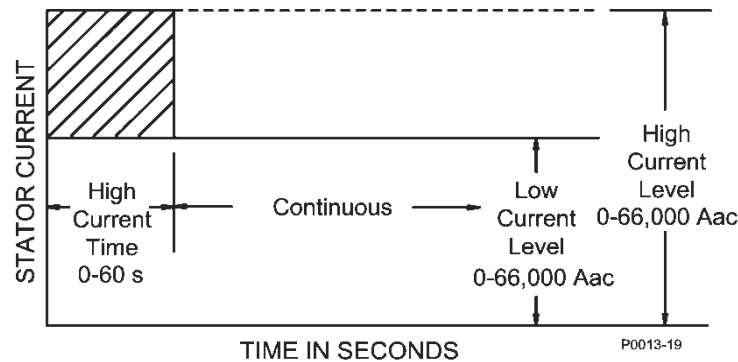 STATOR CURRENT
High
Current
Time
0-60 s
Continuous
Low
Current
Level
0-66,000 Aac
High
Current
Level
0-66,000 Aac
TIME IN SECONDS
P0013-19